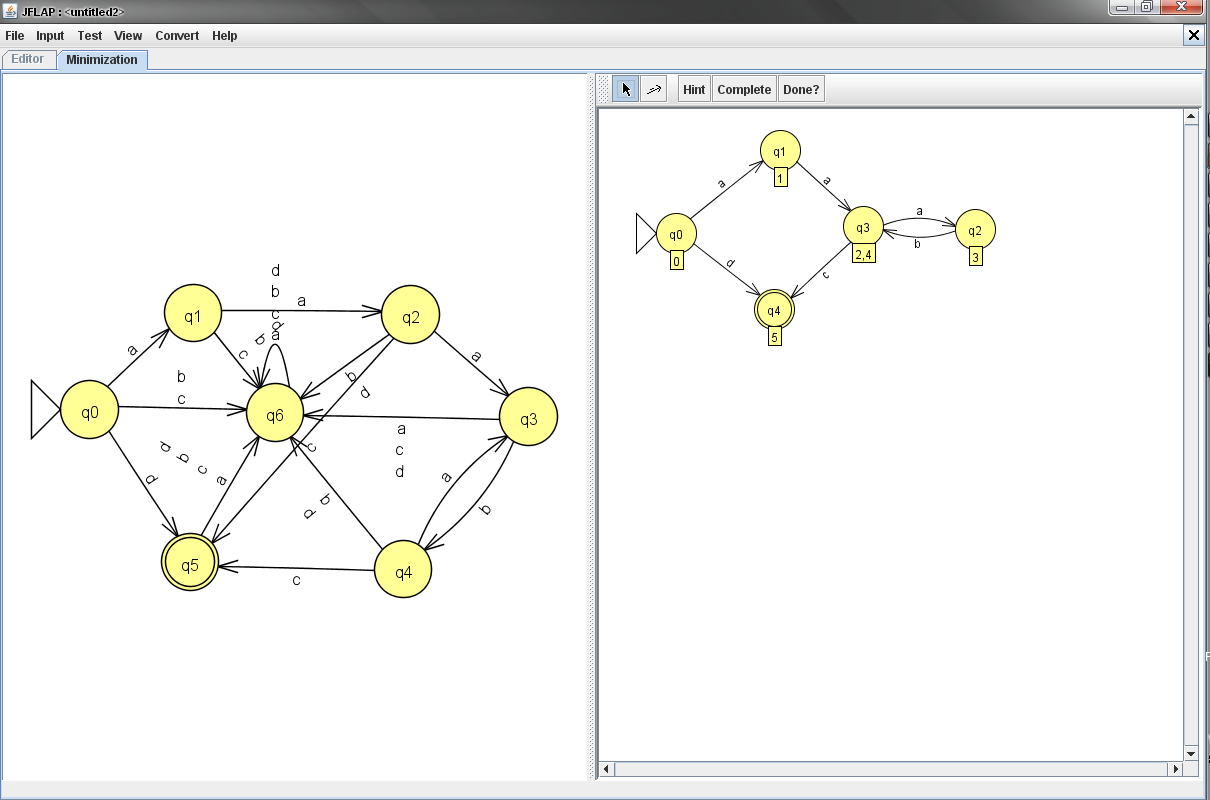 JFLAP : <untitled2>
File Input Test View Convert Help
Editor Minimization
Hint Complete Done?
q1
1
a
a
q0
0
q3
2,4
a
b
q2
3
d
c
q4
5
d
b
c
d
a
q1
a
q2
a
c
b
d
b
c
q0
q6
b
d
a
q3
a
c
d
d
b
c
a
d
c
b
d
a
b
q5
c
q4